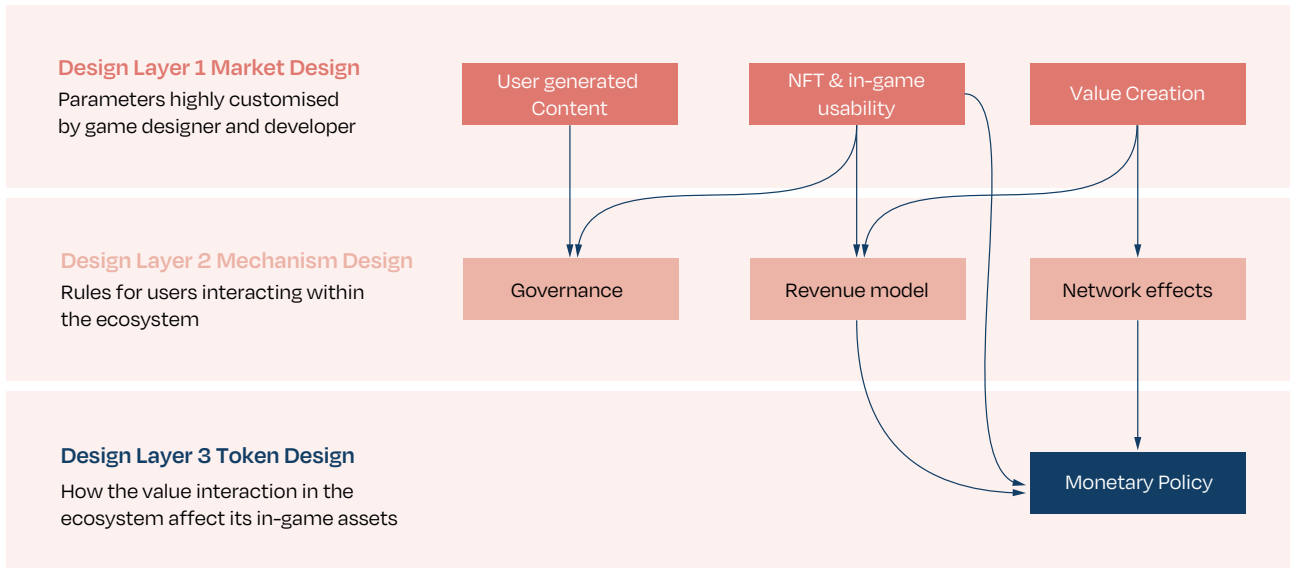 Design Layer 1 Market Design
Parameters highly customised
by game designer and developer
User generated
Content
NFT & in-game
usability
Value Creation
Design Layer 2 Mechanism Design
Rules for users interacting within
the ecosystem
Governance
Revenue model
Network effects
Design Layer 3 Token Design
How the value interaction in the
ecosystem affect its in-game assets
Monetary Policy